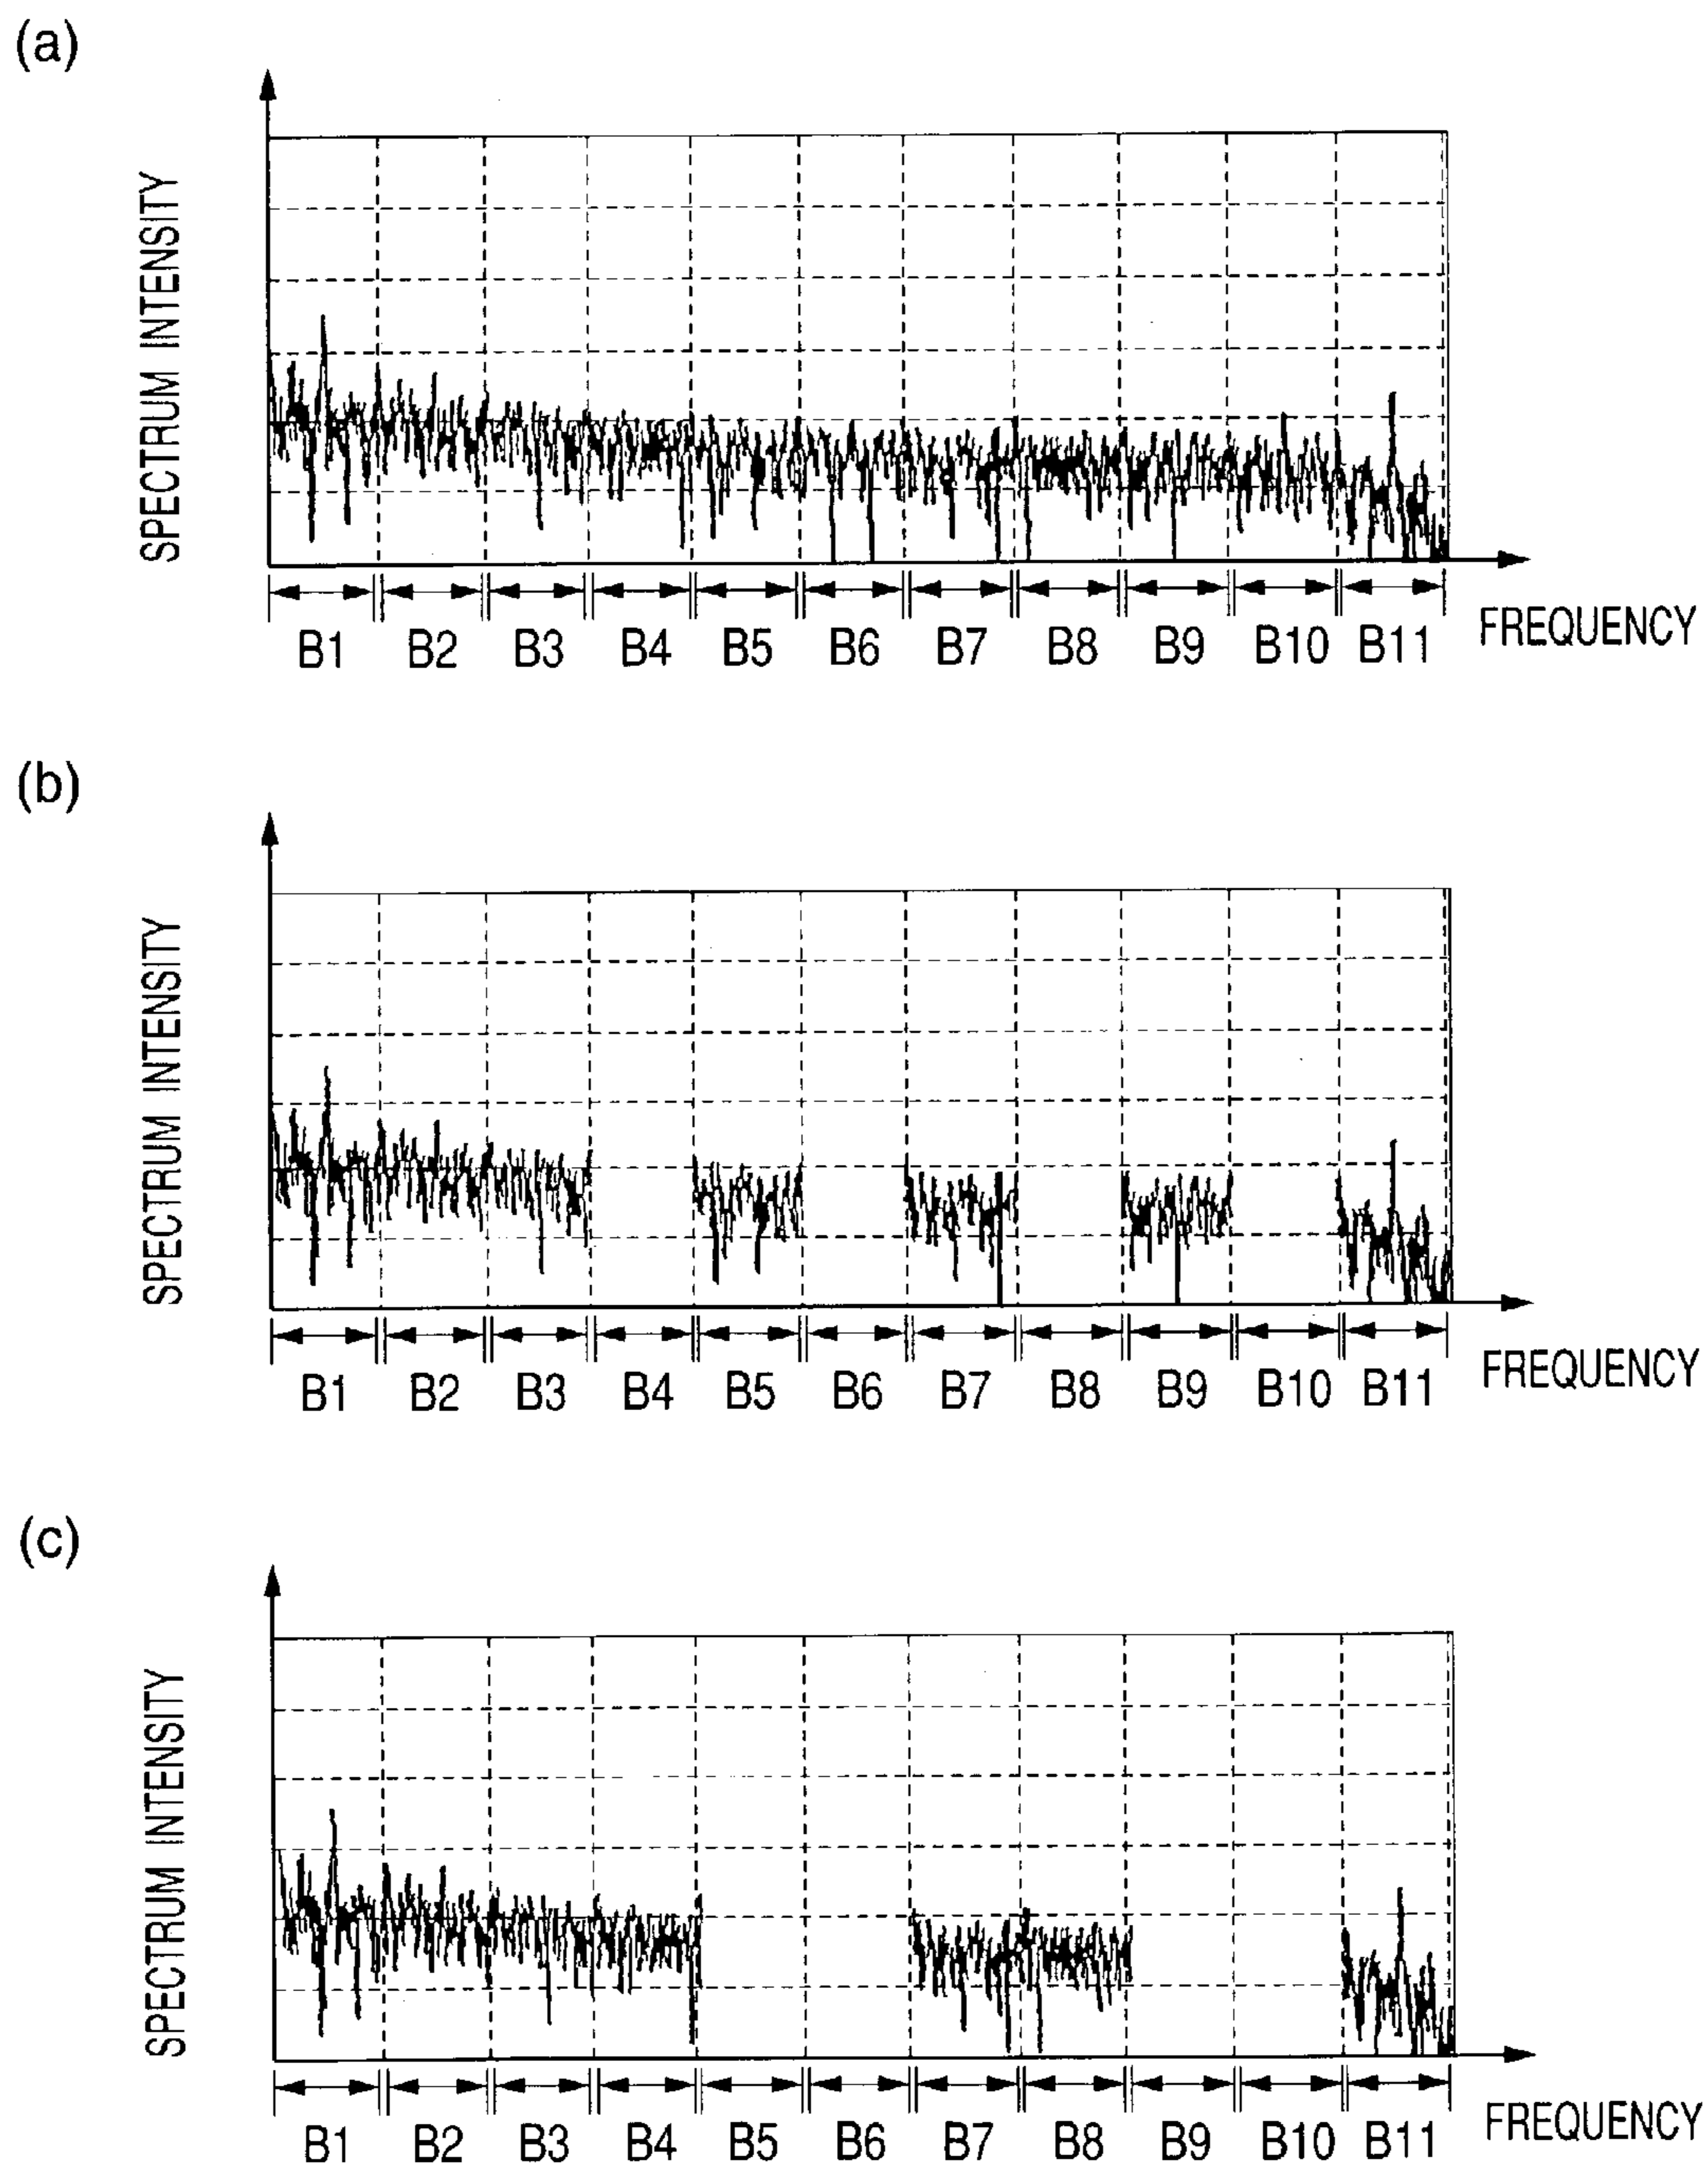 (a)
SPECTRUM INTENSITY
B1 B2 B3 B4 B5 B6 B7 B8 B9 B10 B11 FREQUENCY
(b)
SPECTRUM INTENSITY
B1 B2 B3 B4 B5 B6 B7 B8 B9 B10 B11 FREQUENCY
(c)
SPECTRUM INTENSITY
B1 B2 B3 B4 B5 B6 B7 B8 B9 B10 B11 FREQUENCY